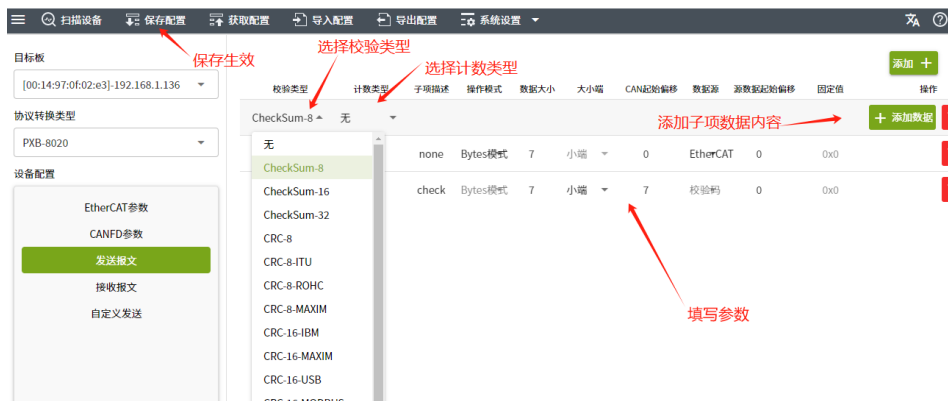 扫描设备 保存配置 获取配置 导入配置 导出配置 系统设置
目标板
[00:14:97:0f:02:e3]-192.168.1.136
协议转换类型
PXB-8020
设备配置
EtherCAT参数
CANFD参数
发送报文
接收报文
自定义发送
保存生效
选择校验类型
选择计数类型
添加 +
校验类型 计数类型 子项描述 操作模式 数据大小 大小端 CAN起始偏移 数据源 源数据起始偏移 固定值 操作
CheckSum-8 无
添加子项数据内容
+ 添加数据
none Bytes模式 7 小端 0 EtherCAT 0 0x0
check Bytes模式 7 小端 7 校验码 0 0x0
填写参数
无
CheckSum-8
CheckSum-16
CheckSum-32
CRC-8
CRC-8-ITU
CRC-8-ROHC
CRC-8-MAXIM
CRC-16-IBM
CRC-16-MAXIM
CRC-16-USB